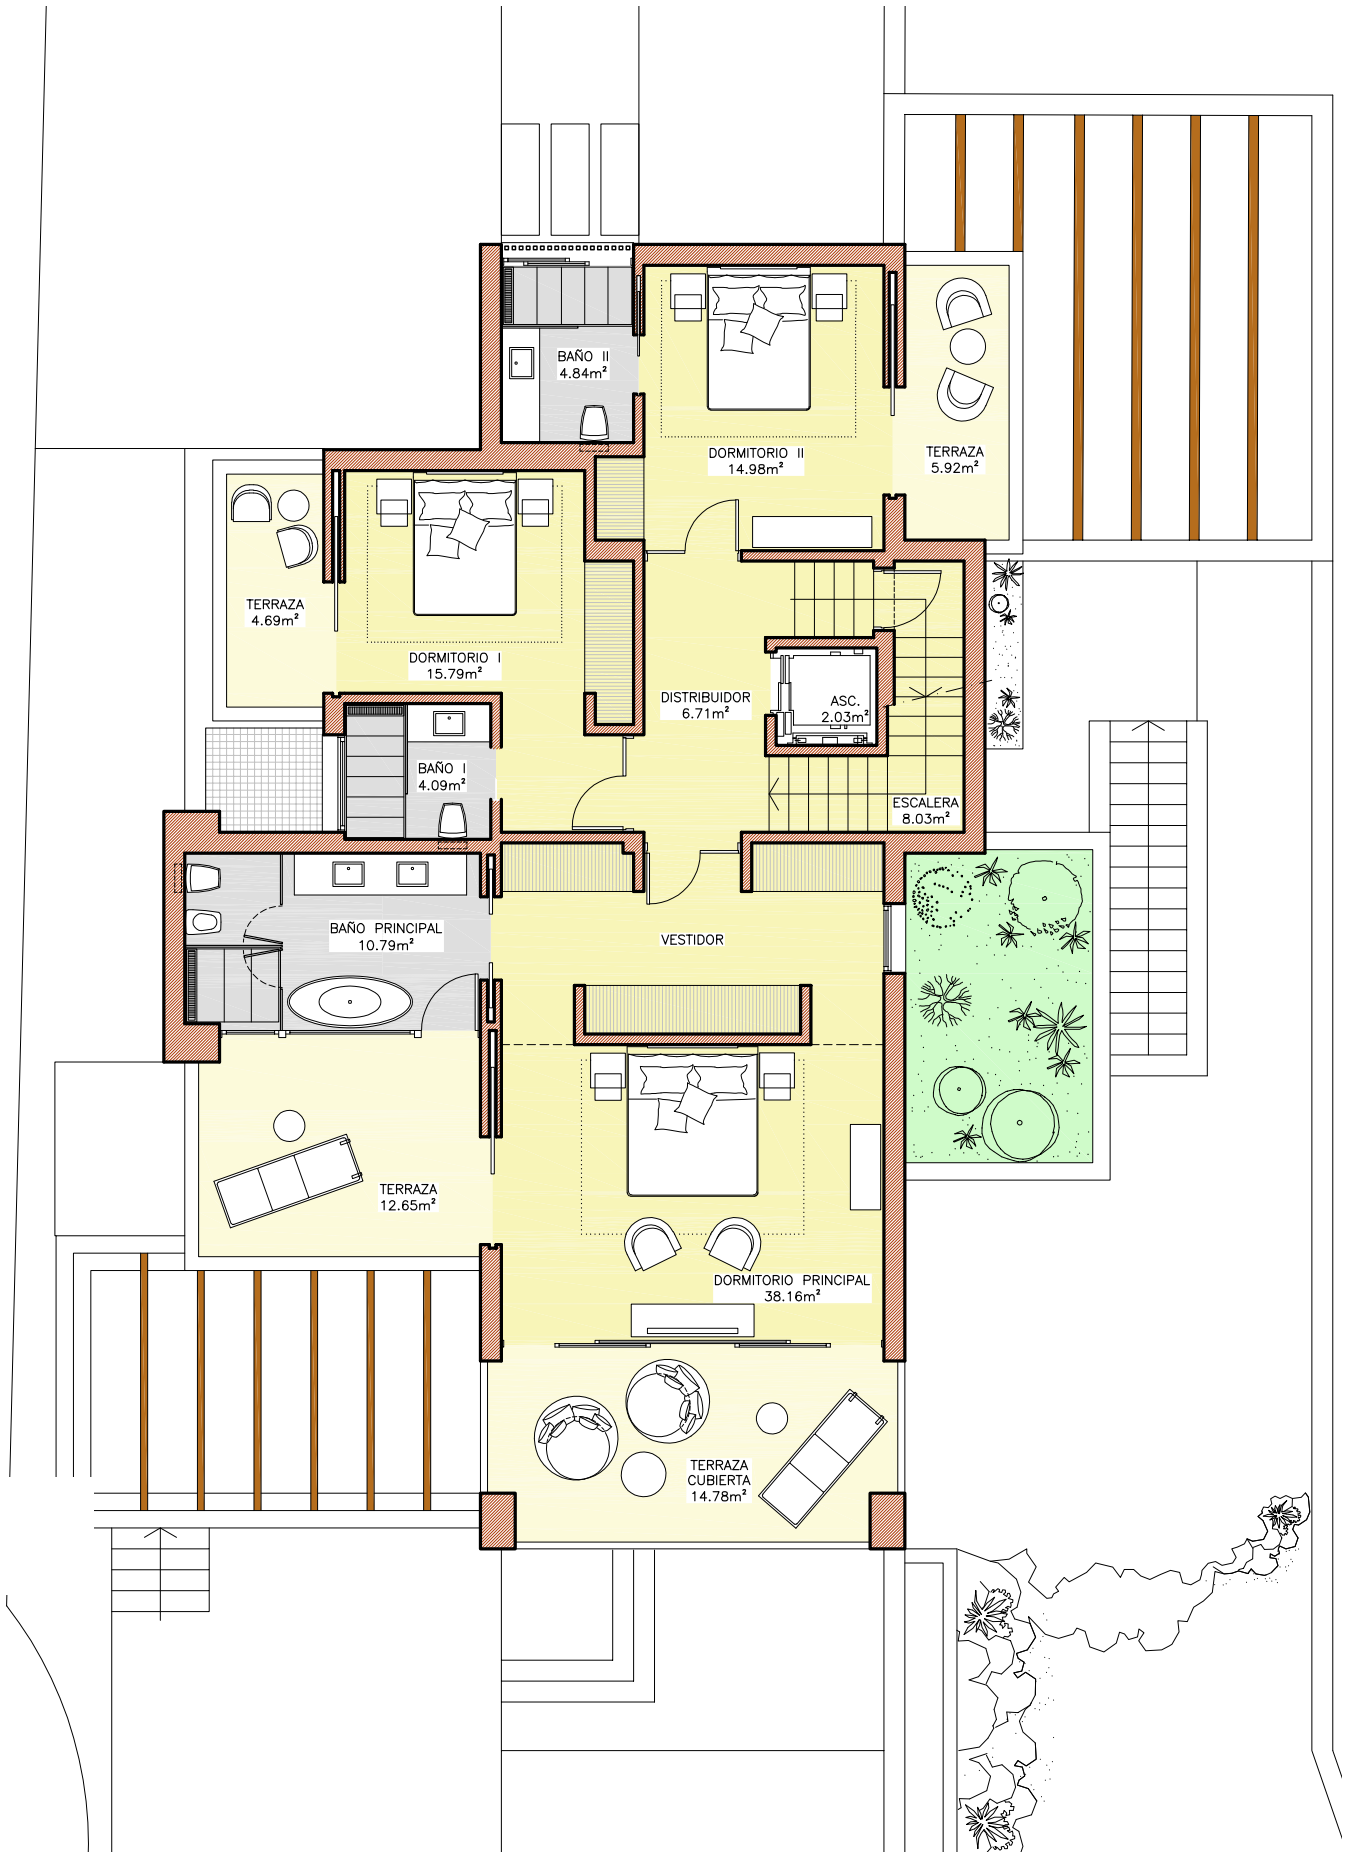 BAÑO II
4.84m²
DORMITORIO II
14.98m²
TERRAZA
5.92m²
TERRAZA
4.69m²
DORMITORIO I
15.79m²
DISTRIBUIDOR
6.71m²
ASC.
2.03m²
BAÑO I
4.09m²
ESCALERA
8.03m²
BAÑO PRINCIPAL
10.79m²
VESTIDOR
TERRAZA
12.65m²
DORMITORIO PRINCIPAL
38.16m²
TERRAZA
CUBIERTA
14.78m²